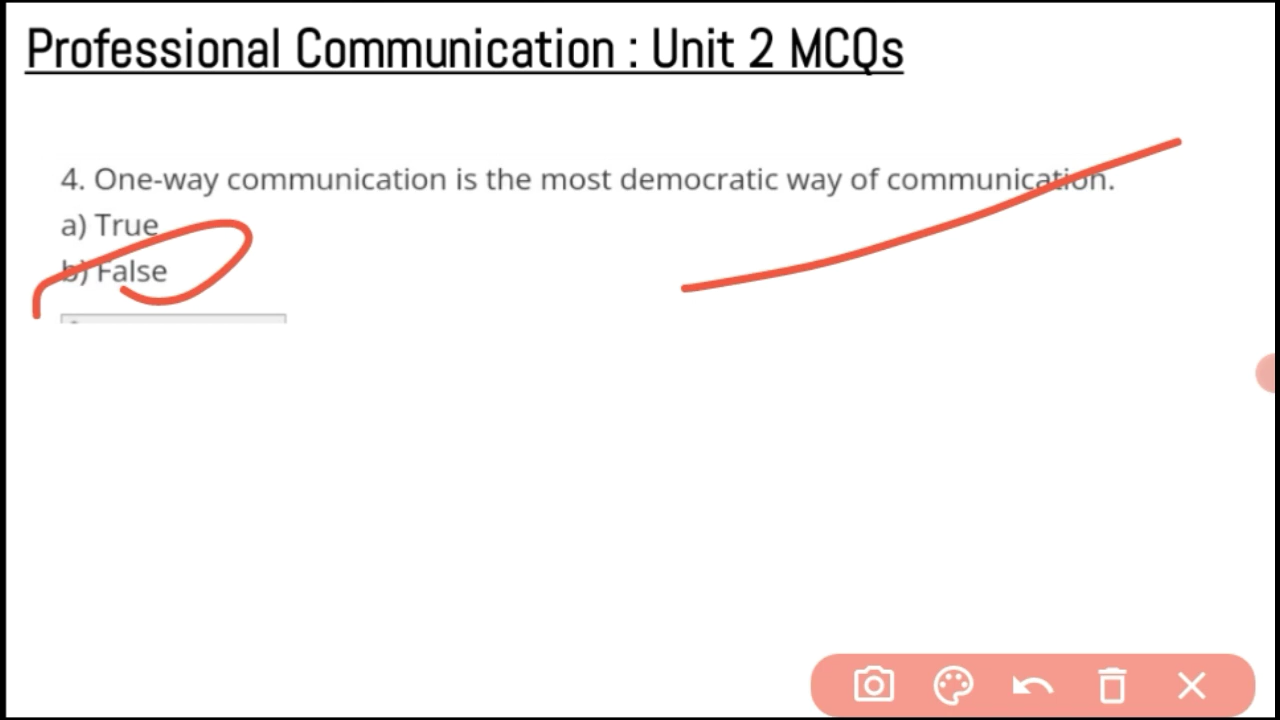 Professional Communication : Unit 2 MCQs
4. One-way communication is the most democratic way of communication.
a) True
b) False